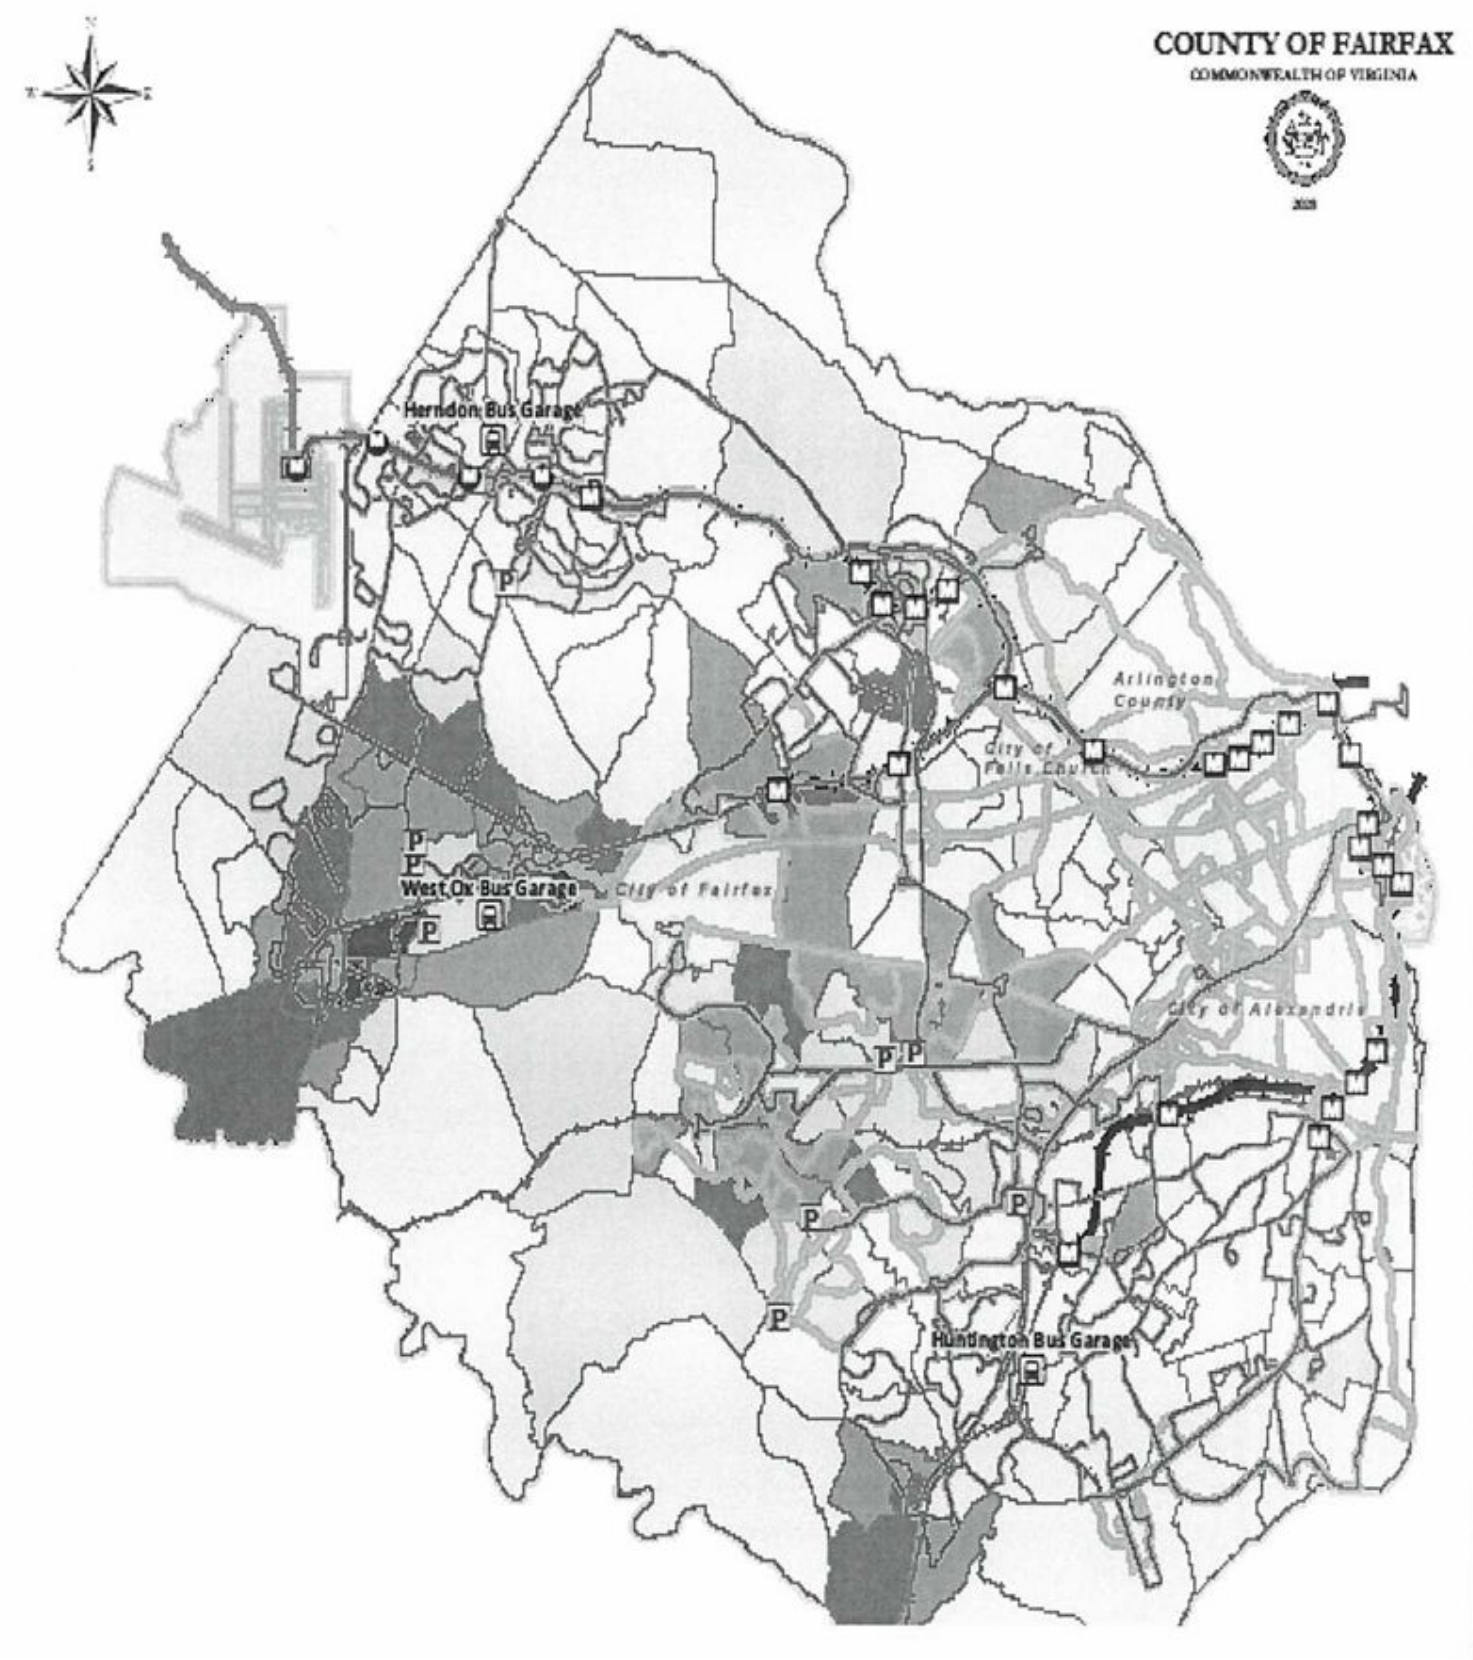 N
COUNTY OF FAIRFAX
COMMONWEALTH OF VIRGINIA
E
S
Herndon Bus Garage
P
Arlington
County
City of
Falls Church
P
P
West Ox Bus Garage
City of Fairfax
P
City of Alexandria
P P
P
P
P
Huntington Bus Garage